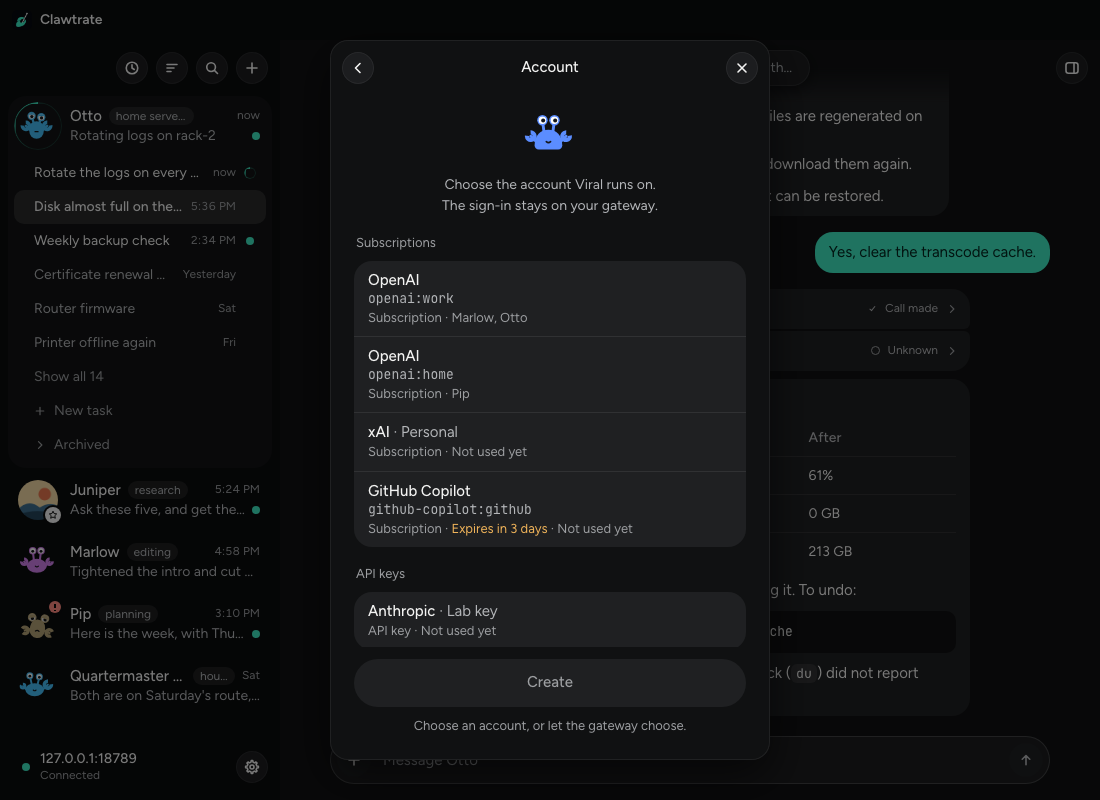 Clawtrate
Otto home serve... now
Rotating logs on rack-2
Rotate the logs on every ... now
Disk almost full on the... 5:36 PM
Weekly backup check 2:34 PM
Certificate renewal ... Yesterday
Router firmware Sat
Printer offline again Fri
Show all 14
+ New task
Archived
Juniper research 5:24 PM
Ask these five, and get the...
Marlow editing 4:58 PM
Tightened the intro and cut ...
Pip planning 3:10 PM
Here is the week, with Thu...
Quartermaster ... hou... Sat
Both are on Saturday's route,...
127.0.0.1:18789
Connected
Account
Choose the account Viral runs on.
The sign-in stays on your gateway.
Subscriptions
OpenAI
openai:work
Subscription · Marlow, Otto
OpenAI
openai:home
Subscription · Pip
xAI · Personal
Subscription · Not used yet
GitHub Copilot
github-copilot:github
Subscription · Expires in 3 days · Not used yet
API keys
Anthropic · Lab key
API key · Not used yet
Create
Choose an account, or let the gateway choose.
th...
iles are regenerated on
download them again.
can be restored.
Yes, clear the transcode cache.
Call made
Unknown
After
61%
0 GB
213 GB
g it. To undo:
che
ck ( du ) did not report
Message Otto